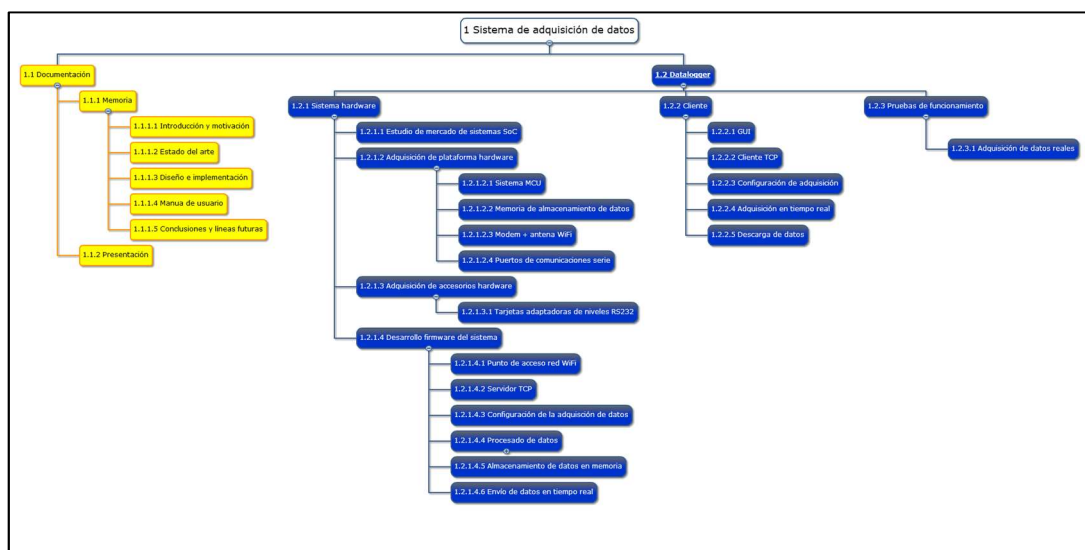 1 Sistema de adquisición de datos
1.1 Documentación
1.1.1 Memoria
1.1.1.1 Introducción y motivación
1.1.1.2 Estado del arte
1.1.1.3 Diseño e implementación
1.1.1.4 Manua de usuario
1.1.1.5 Conclusiones y líneas futuras
1.1.2 Presentación
1.2 Datalogger
1.2.1 Sistema hardware
1.2.1.1 Estudio de mercado de sistemas SoC
1.2.1.2 Adquisición de plataforma hardware
1.2.1.2.1 Sistema MCU
1.2.1.2.2 Memoria de almacenamiento de datos
1.2.1.2.3 Modem + antena WiFi
1.2.1.2.4 Puertos de comunicaciones serie
1.2.1.3 Adquisición de accesorios hardware
1.2.1.3.1 Tarjetas adaptadoras de niveles RS232
1.2.1.4 Desarrollo firmware del sistema
1.2.1.4.1 Punto de acceso red WiFi
1.2.1.4.2 Servidor TCP
1.2.1.4.3 Configuración de la adquisción de datos
1.2.1.4.4 Procesado de datos
1.2.1.4.5 Almacenamiento de datos en memoria
1.2.1.4.6 Envío de datos en tiempo real
1.2.2 Cliente
1.2.2.1 GUI
1.2.2.2 Cliente TCP
1.2.2.3 Configuración de adquisición
1.2.2.4 Adquisición en tiempo real
1.2.2.5 Descarga de datos
1.2.3 Pruebas de funcionamiento
1.2.3.1 Adquisición de datos reales